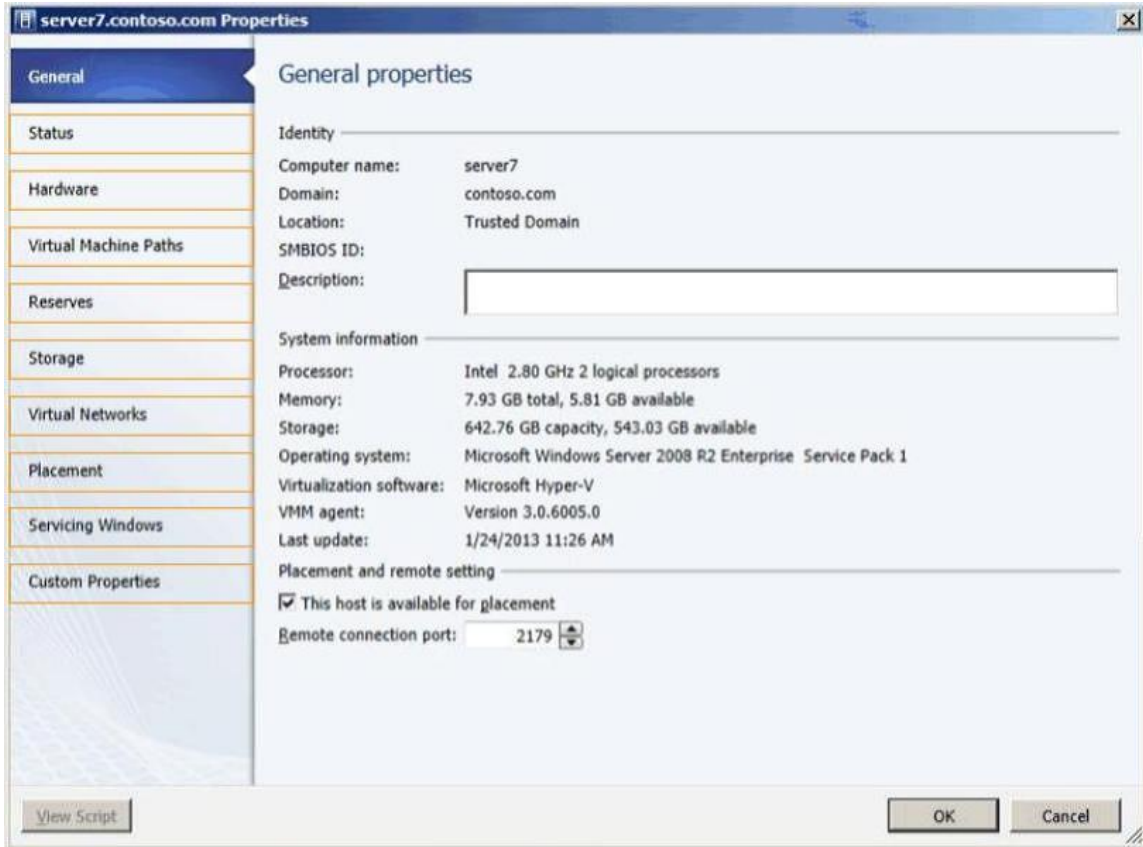 server7.contoso.com Properties
General
Status
Hardware
Virtual Machine Paths
Reserves
Storage
Virtual Networks
Placement
Servicing Windows
Custom Properties
General properties
Identity
Computer name: server7
Domain: contoso.com
Location: Trusted Domain
SMBIOS ID:
Description:
System information
Processor: Intel 2.80 GHz 2 logical processors
Memory: 7.93 GB total, 5.81 GB available
Storage: 642.76 GB capacity, 543.03 GB available
Operating system: Microsoft Windows Server 2008 R2 Enterprise Service Pack 1
Virtualization software: Microsoft Hyper-V
VMM agent: Version 3.0.6005.0
Last update: 1/24/2013 11:26 AM
Placement and remote setting
This host is available for placement
Remote connection port: 2179
View Script
OK
Cancel